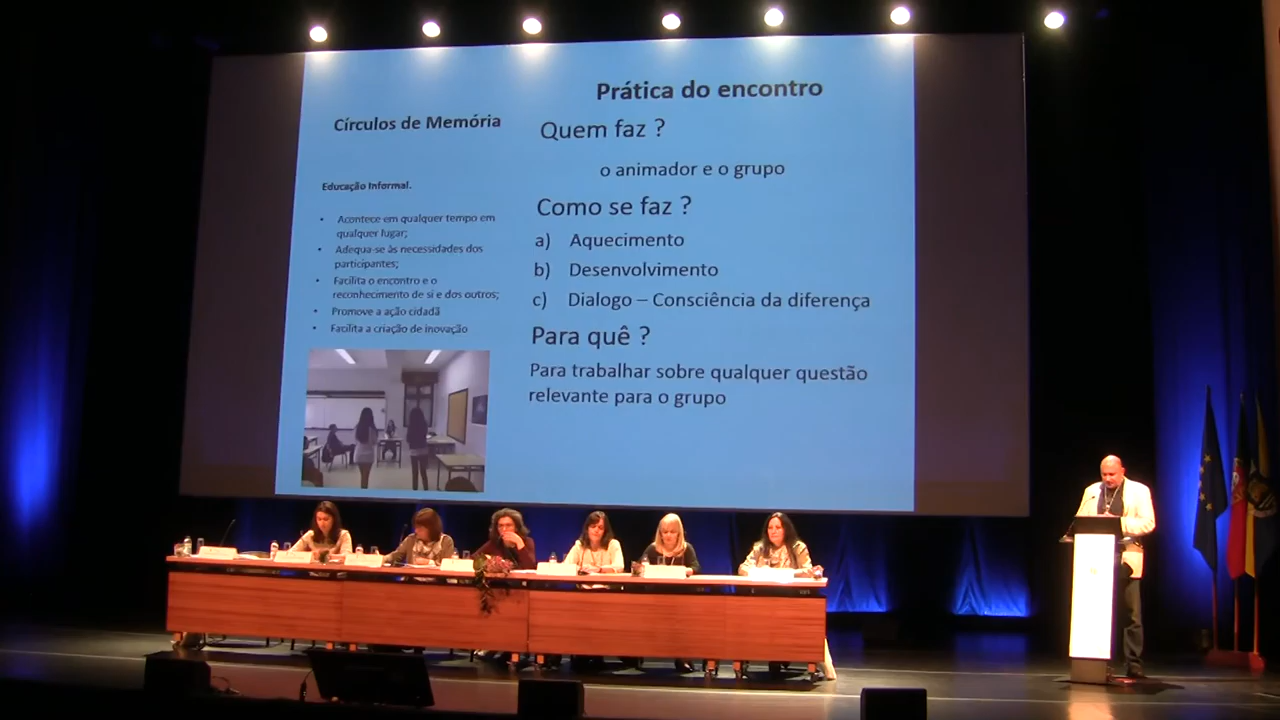 Círculos de Memória
Educação Informal.
• Acontece em qualquer tempo em
qualquer lugar;
• Adequa-se às necessidades dos
participantes;
• Facilita o encontro e o
reconhecimento de si e dos outros;
• Promove a ação cidadã
• Facilita a criação de inovação
Prática do encontro
Quem faz ?
o animador e o grupo
Como se faz ?
a) Aquecimento
b) Desenvolvimento
c) Dialogo – Consciência da diferença
Para quê ?
Para trabalhar sobre qualquer questão
relevante para o grupo